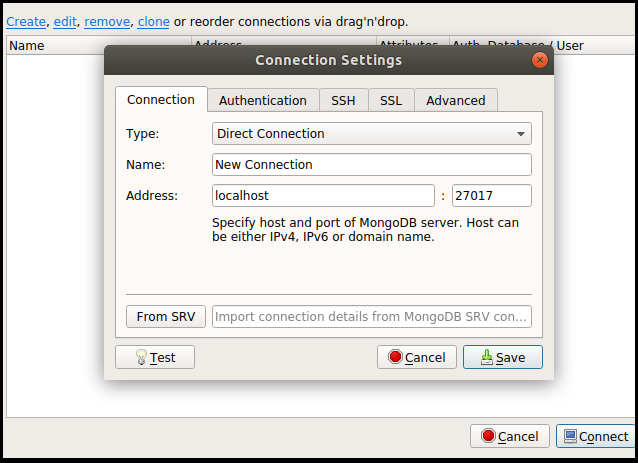 Create, edit, remove, clone or reorder connections via drag'n'drop.
Name Address Attributes Auth. Database / User
Connection Settings
Connection Authentication SSH SSL Advanced
Type: Direct Connection
Name: New Connection
Address: localhost : 27017
Specify host and port of MongoDB server. Host can
be either IPv4, IPv6 or domain name.
From SRV Import connection details from MongoDB SRV con...
Test Cancel Save
Cancel Connect